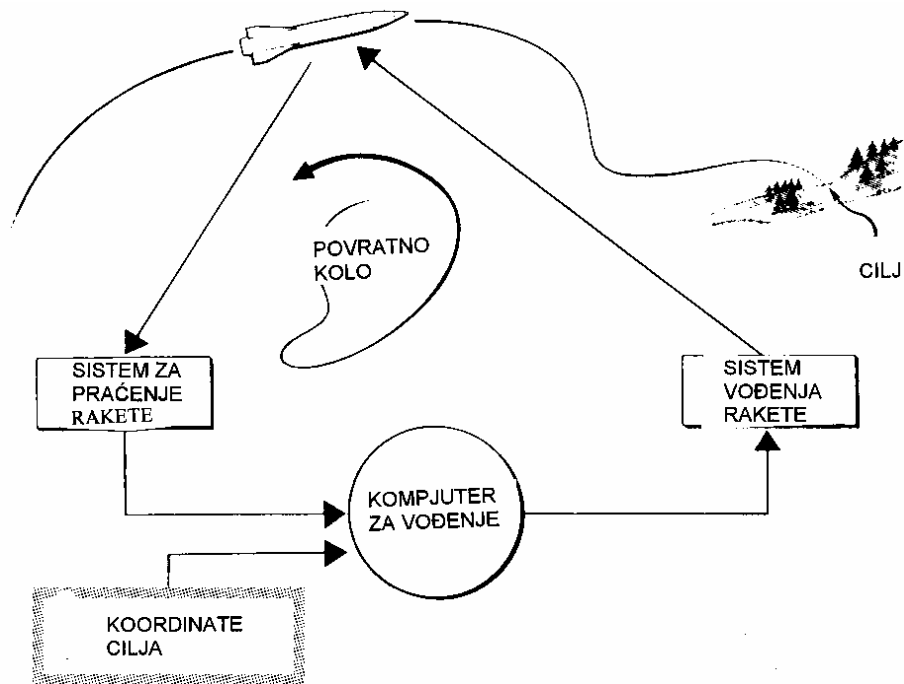 POVRATNO
KOLO
CILJ
SISTEM ZA
PRAĆENJE
RAKETE
SISTEM
VOĐENJA
RAKETE
KOMPJUTER
ZA VOĐENJE
KOORDINATE
CILJA